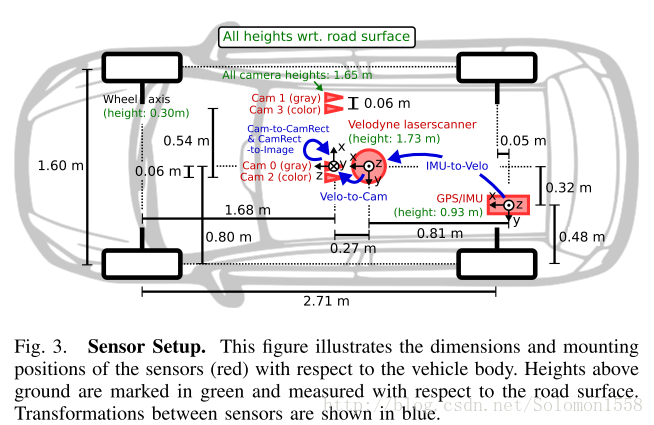 All heights wrt. road surface
All camera heights: 1.65 m
Wheel axis
(height: 0.30m)
Cam 1 (gray)
Cam 3 (color)
0.06 m
Velodyne laserscanner
(height: 1.73 m)
Cam-to-CamRect
& CamRect
-to-Image
0.54 m
0.05 m
1.60 m
0.06 m
Cam 0 (gray)
Cam 2 (color)
x
y
z
x
z
y
IMU-to-Velo
Velo-to-Cam
GPS/IMU
(height: 0.93 m)
x
z
y
0.32 m
1.68 m
0.80 m
0.81 m
0.48 m
0.27 m
2.71 m
Fig. 3. Sensor Setup. This figure illustrates the dimensions and mounting
positions of the sensors (red) with respect to the vehicle body. Heights above
ground are marked in green and measured with respect to the road surface.
Transformations between sensors are shown in blue.
http://blog.csdn.net/Solomon1558